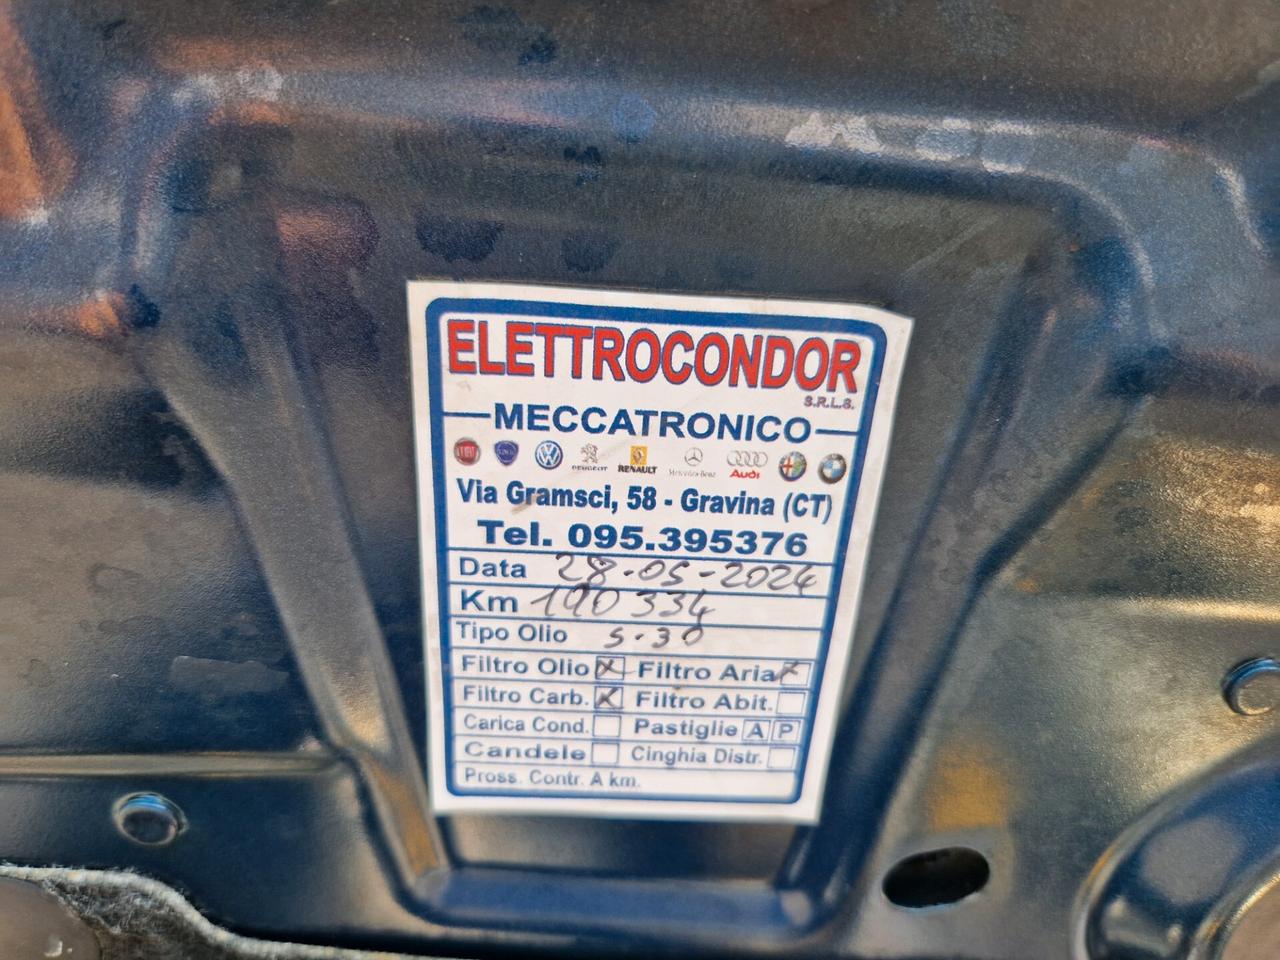 ELETTROCONDOR
S.R.L.S.
MECCATRONICO
FIAT LANCIA PEUGEOT RENAULT Mercedes-Benz Audi
Via Gramsci, 58 - Gravina (CT)
Tel. 095.395376
Data 28-05-2024
Km 190334
Tipo Olio 5-30
Filtro Olio X Filtro Aria X
Filtro Carb. X Filtro Abit.
Carica Cond. Pastiglie A P
Candele Cinghia Distr.
Pross. Contr. A km.